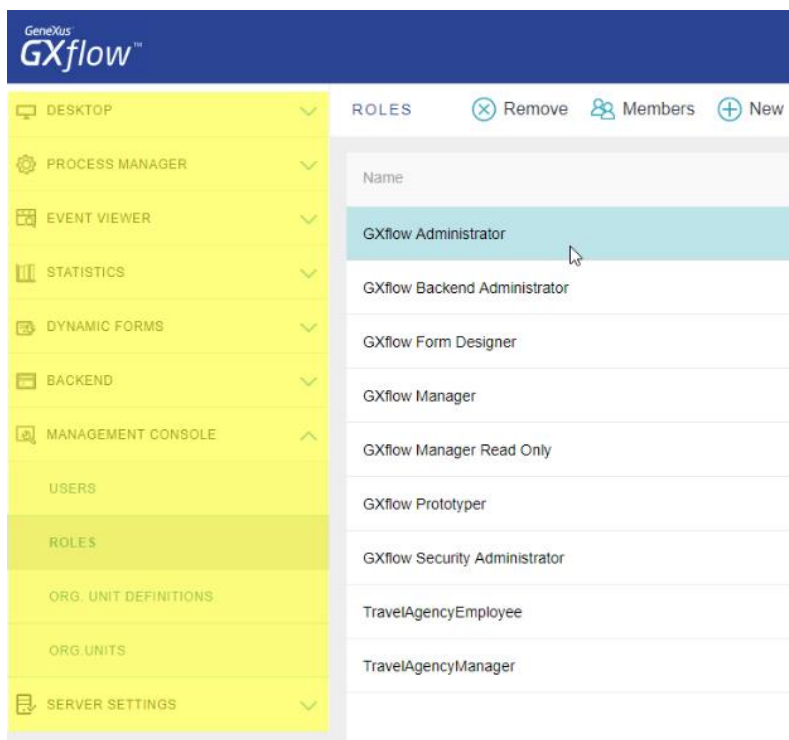 GeneXus™
GXflow™
DESKTOP
PROCESS MANAGER
EVENT VIEWER
STATISTICS
DYNAMIC FORMS
BACKEND
MANAGEMENT CONSOLE
USERS
ROLES
ORG. UNIT DEFINITIONS
ORG.UNITS
SERVER SETTINGS
ROLES Remove Members New
Name
GXflow Administrator
GXflow Backend Administrator
GXflow Form Designer
GXflow Manager
GXflow Manager Read Only
GXflow Prototyper
GXflow Security Administrator
TravelAgencyEmployee
TravelAgencyManager